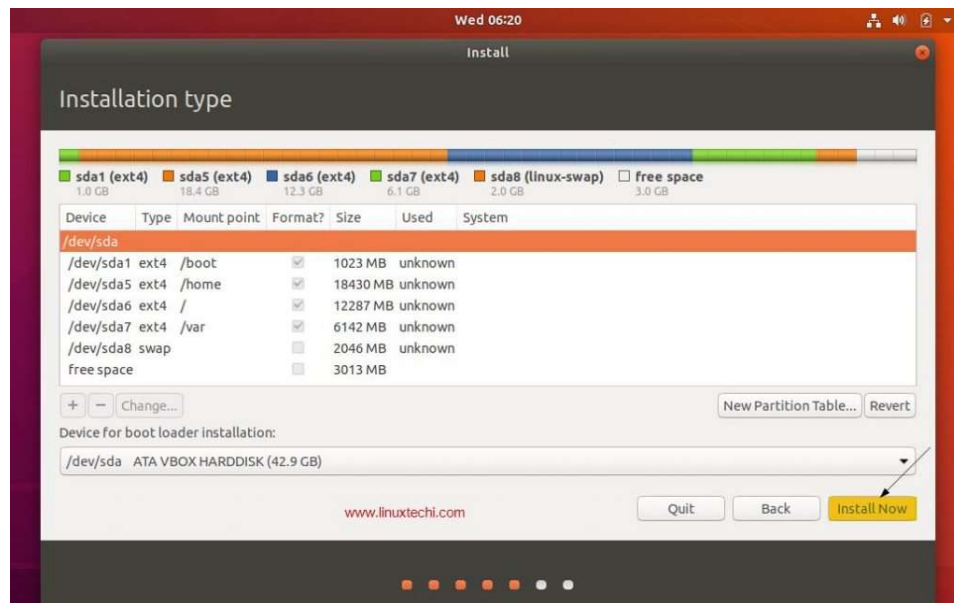 Wed 06:20
Install
Installation type
sda1 (ext4) sda5 (ext4) sda6 (ext4) sda7 (ext4) sda8 (linux-swap) free space
1.0 GB 18.4 GB 12.3 GB 6.1 GB 2.0 GB 3.0 GB
Device Type Mount point Format? Size Used System
/dev/sda
/dev/sda1 ext4 /boot 1023 MB unknown
/dev/sda5 ext4 /home 18430 MB unknown
/dev/sda6 ext4 / 12287 MB unknown
/dev/sda7 ext4 /var 6142 MB unknown
/dev/sda8 swap 2046 MB unknown
free space 3013 MB
+ − Change... New Partition Table... Revert
Device for boot loader installation:
/dev/sda ATA VBOX HARDDISK (42.9 GB)
www.linuxtechi.com Quit Back Install Now